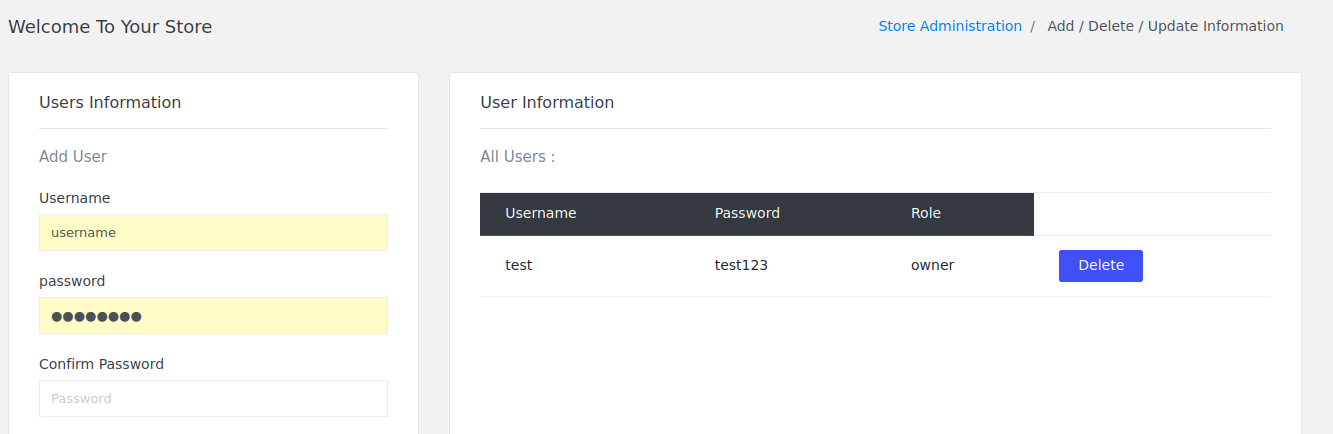 Welcome To Your Store
Store Administration / Add / Delete / Update Information
Users Information
Add User
Username
username
password
●●●●●●●●
Confirm Password
Password
User Information
All Users :
Username Password Role
test test123 owner Delete